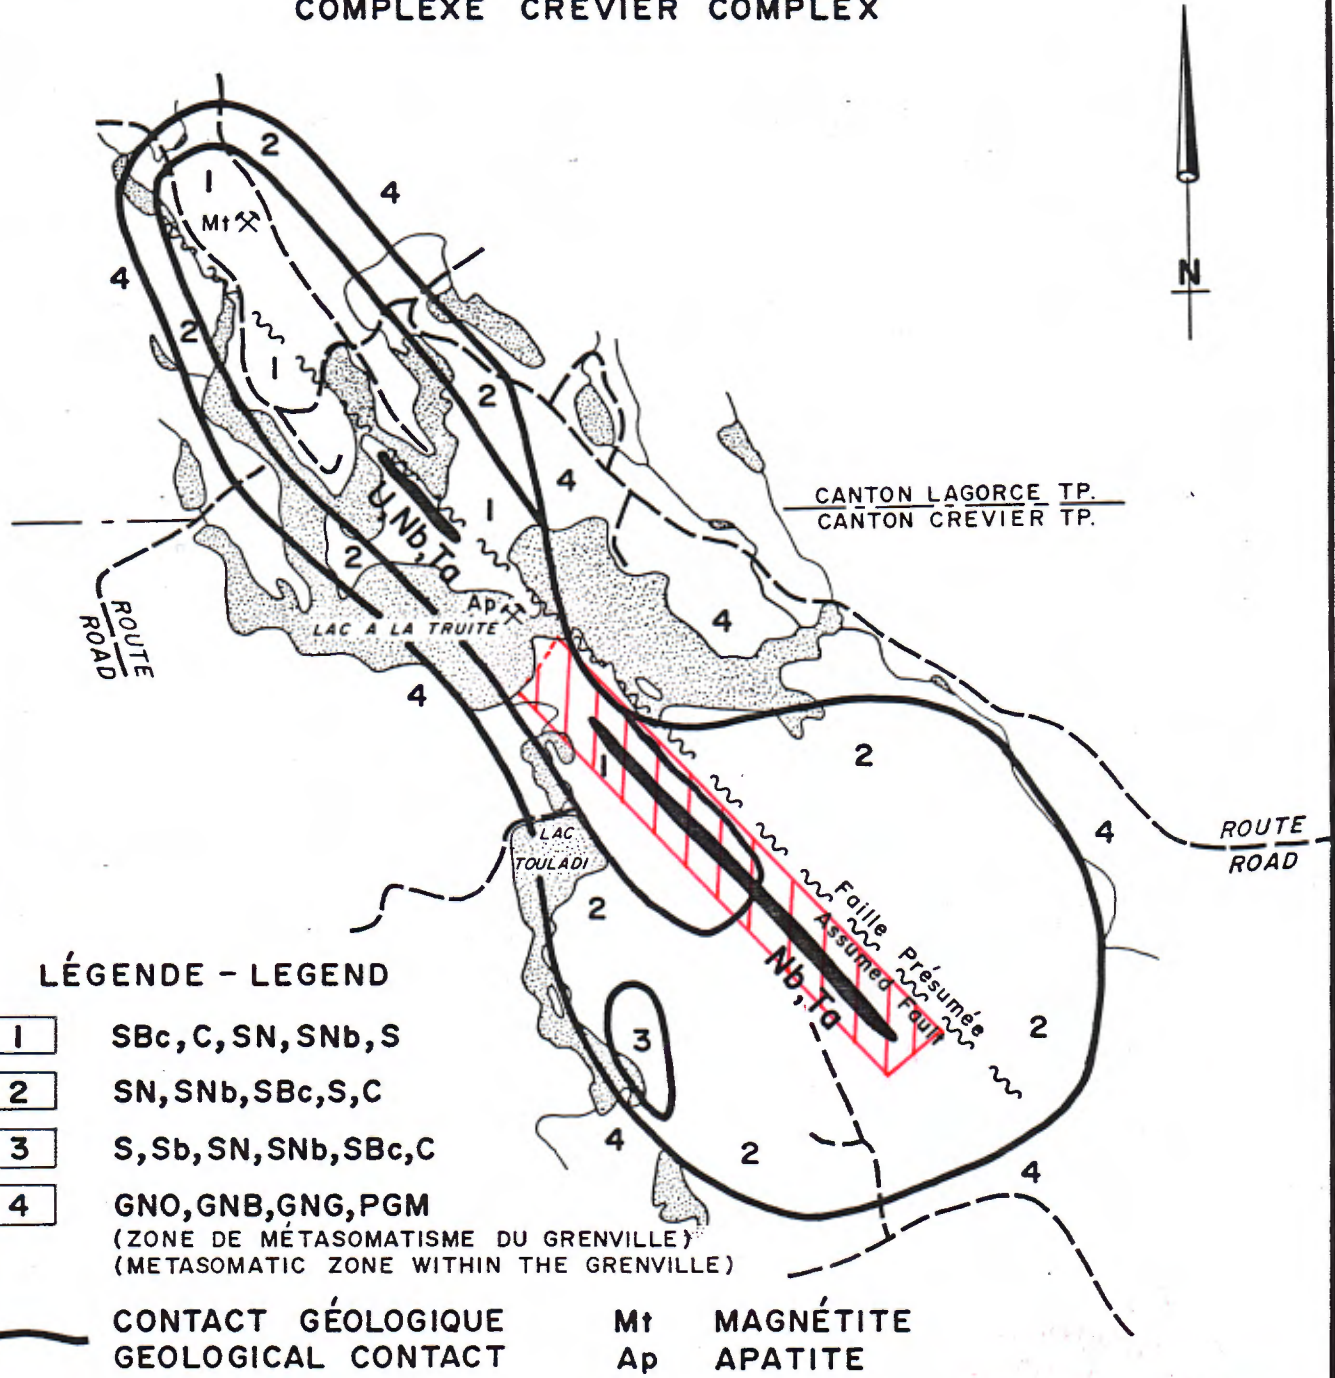 COMPLEXE CREVIER COMPLEX
2
1
4
Mt
4
N
2
1
2
4
CANTON LAGORCE TP.
CANTON CREVIER TP.
U, Nb, Ta
1
2
Ap
ROUTE
ROAD
LAC A LA TRUITE
4
4
2
1
4
ROUTE
ROAD
LAC
TOULADI
2
Faille Présumée
Assumed Fault
Nb, Ta
2
3
4
2
4
LÉGENDE - LEGEND
1 SBc, C, SN, SNb, S
2 SN, SNb, SBc, S, C
3 S, Sb, SN, SNb, SBc, C
4 GNO, GNB, GNG, PGM
(ZONE DE MÉTASOMATISME DU GRENVILLE)
(METASOMATIC ZONE WITHIN THE GRENVILLE)
CONTACT GÉOLOGIQUE
GEOLOGICAL CONTACT
Mt MAGNÉTITE
Ap APATITE